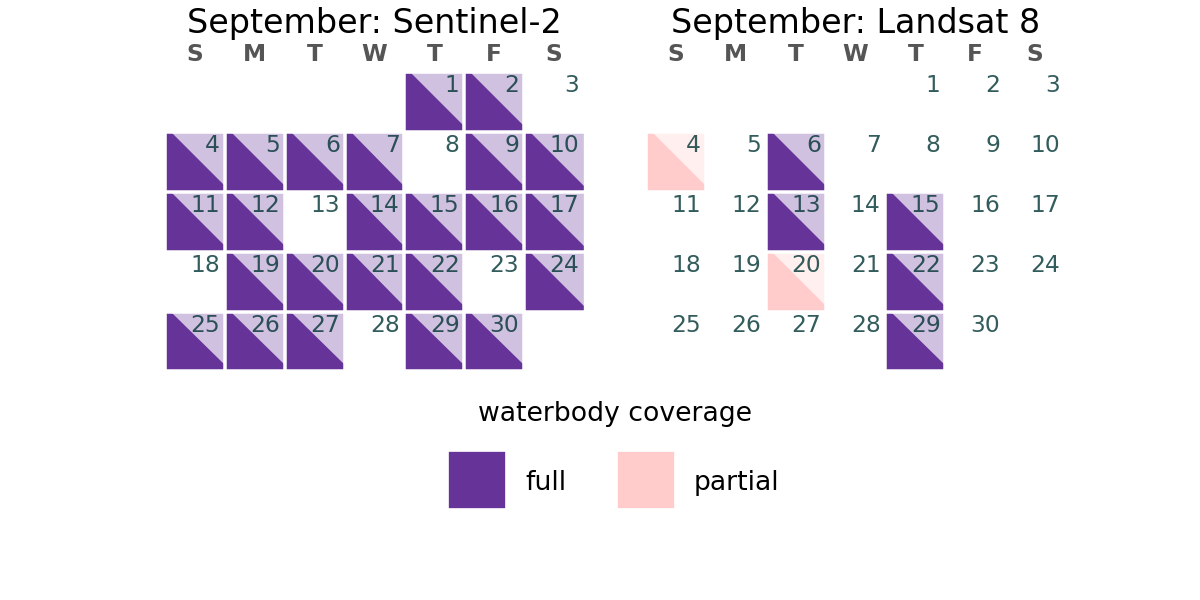 September: Sentinel-2
S M T W T F S
1 2 3
4 5 6 7 8 9 10
11 12 13 14 15 16 17
18 19 20 21 22 23 24
25 26 27 28 29 30
September: Landsat 8
S M T W T F S
1 2 3
4 5 6 7 8 9 10
11 12 13 14 15 16 17
18 19 20 21 22 23 24
25 26 27 28 29 30
waterbody coverage
full partial